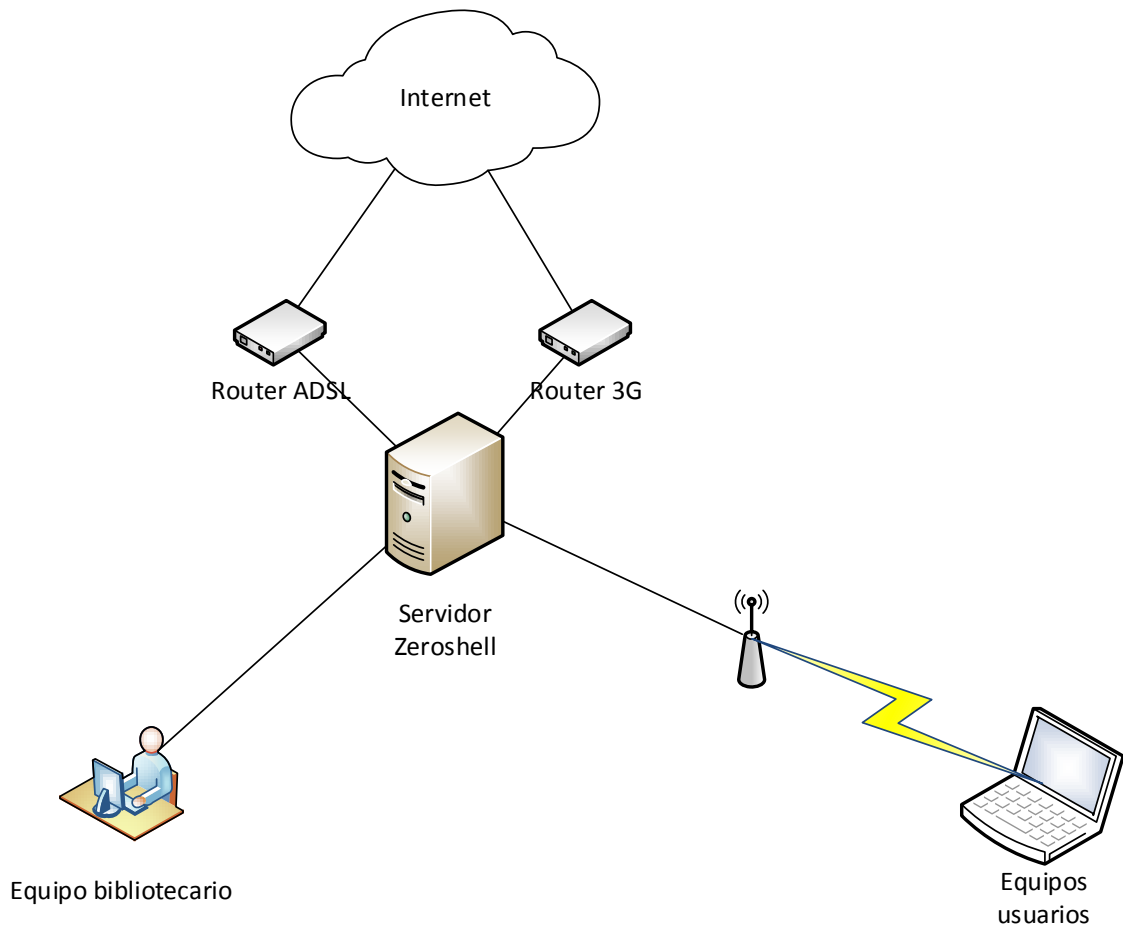 Internet
Router ADSL
Router 3G
Servidor
Zeroshell
Equipo bibliotecario
Equipos
usuarios